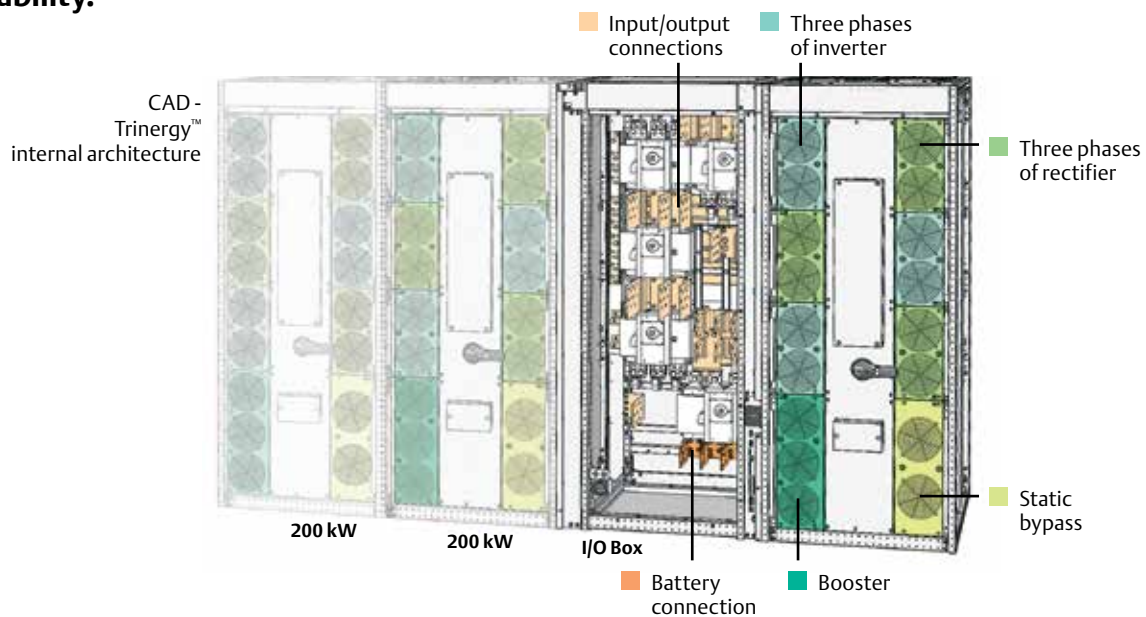 ability.
Input/output
connections
Three phases
of inverter
CAD -
Trinergy™
internal architecture
Three phases
of rectifier
Static
bypass
200 kW
200 kW
I/O Box
Battery
connection
Booster